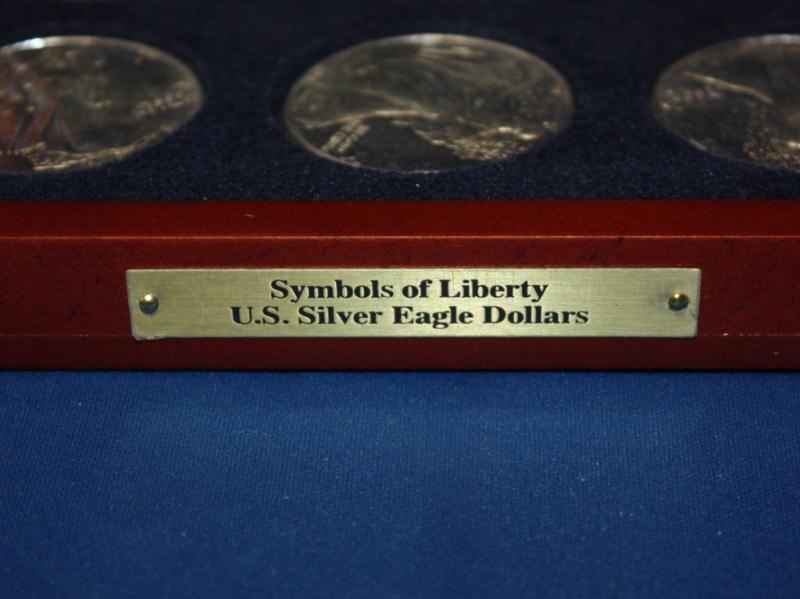 Symbols of Liberty
U.S. Silver Eagle Dollars